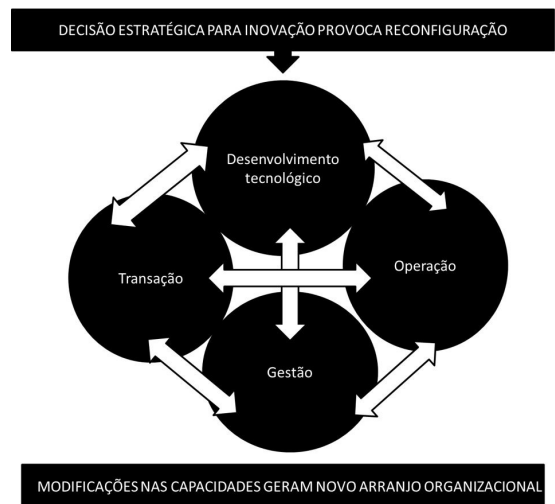 DECISÃO ESTRATÉGICA PARA INOVAÇÃO PROVOCA RECONFIGURAÇÃO
Desenvolvimento
tecnológico
Transação
Operação
Gestão
MODIFICAÇÕES NAS CAPACIDADES GERAM NOVO ARRANJO ORGANIZACIONAL